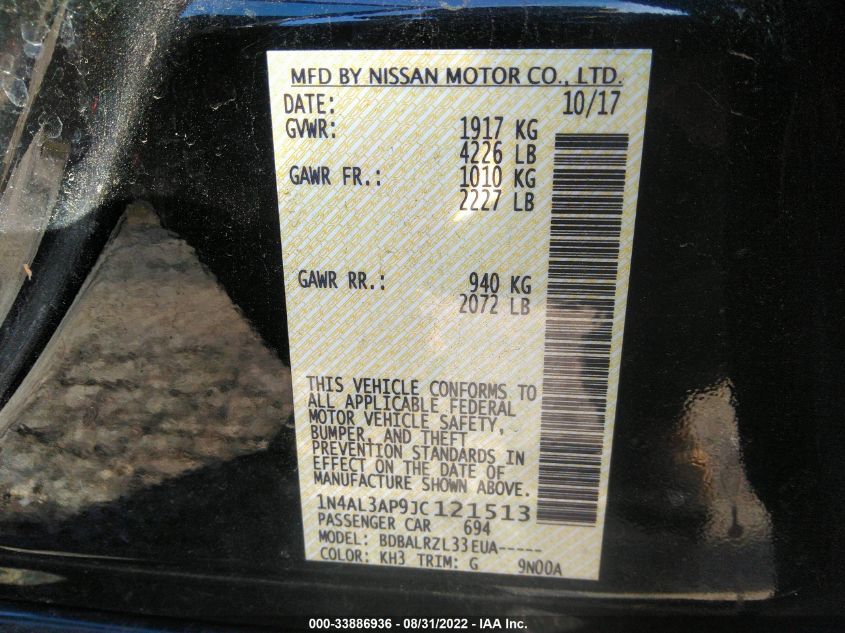 MFD BY NISSAN MOTOR CO., LTD.
DATE: 10/17
GVWR: 1917 KG
4226 LB
GAWR FR.: 1010 KG
2227 LB
GAWR RR.: 940 KG
2072 LB
THIS VEHICLE CONFORMS TO
ALL APPLICABLE FEDERAL
MOTOR VEHICLE SAFETY,
BUMPER, AND THEFT
PREVENTION STANDARDS IN
EFFECT ON THE DATE OF
MANUFACTURE SHOWN ABOVE.
1N4AL3AP9JC121513
PASSENGER CAR 694
MODEL: BDBALRZL33EUA-----
COLOR: KH3 TRIM: G 9N00A
000-33886936 - 08/31/2022 - IAA Inc.